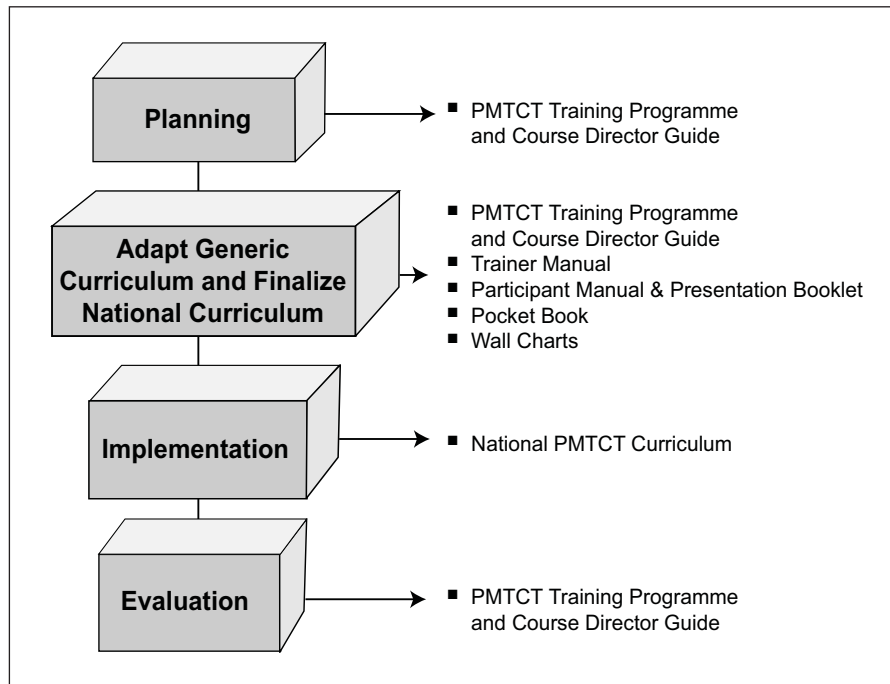 Planning
■ PMTCT Training Programme
and Course Director Guide
Adapt Generic
Curriculum and Finalize
National Curriculum
■ PMTCT Training Programme
and Course Director Guide
■ Trainer Manual
■ Participant Manual & Presentation Booklet
■ Pocket Book
■ Wall Charts
Implementation
■ National PMTCT Curriculum
Evaluation
■ PMTCT Training Programme
and Course Director Guide